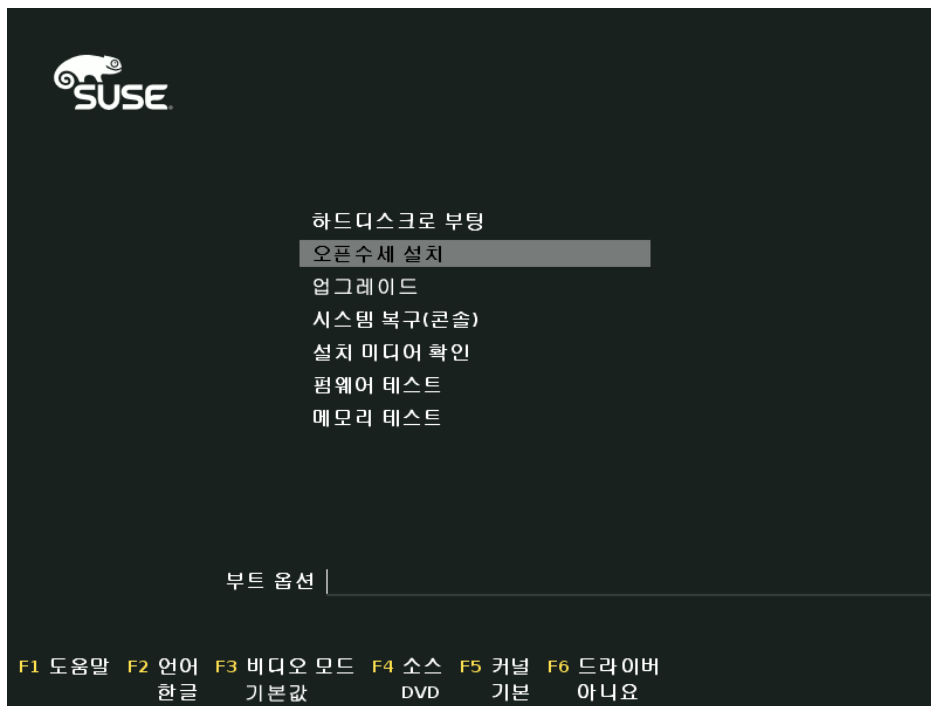 SUSE.
하드디스크로 부팅
오픈수세 설치
업그레이드
시스템 복구(콘솔)
설치 미디어 확인
펌웨어 테스트
메모리 테스트
부트 옵션
F1 도움말 F2 언어 F3 비디오 모드 F4 소스 F5 커널 F6 드라이버
한글 기본값 DVD 기본 아니요